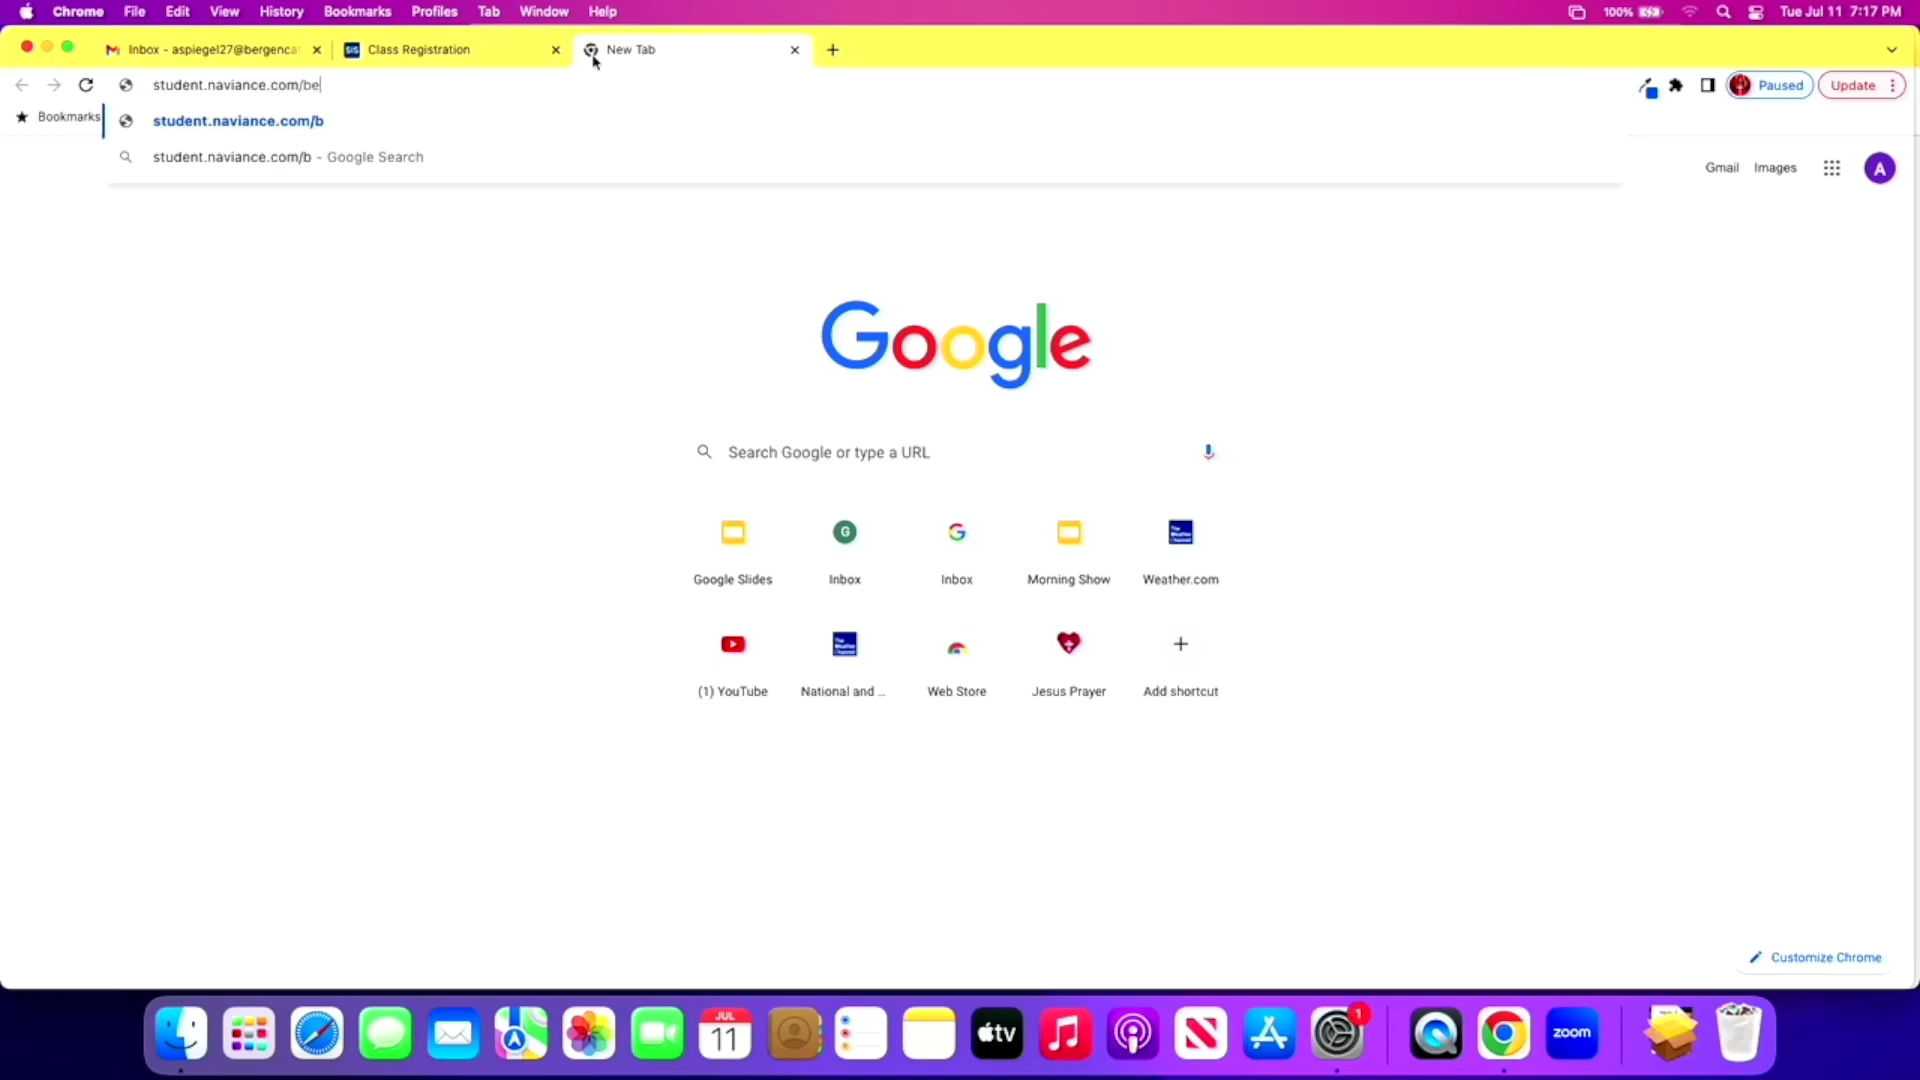 Chrome File Edit View History Bookmarks Profiles Tab Window Help 100% Tue Jul 11 7:17 PM
Inbox - aspiegel27@bergenca SIS Class Registration New Tab
student.naviance.com/be Paused Update
Bookmarks student.naviance.com/b
student.naviance.com/b - Google Search
Gmail Images A
Google
Search Google or type a URL
G
Google Slides Inbox Inbox Morning Show Weather.com
(1) YouTube National and ... Web Store Jesus Prayer Add shortcut
Customize Chrome
JUL 11 tv 1 zoom